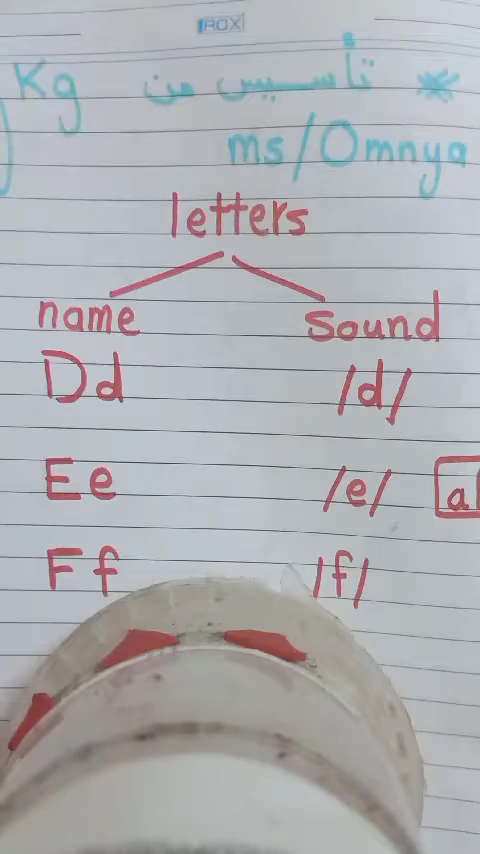 ROX
* تأسيس من Kg
ms/Omnya
letters
name sound
Dd /d/
Ee /e/ a
Ff /f/